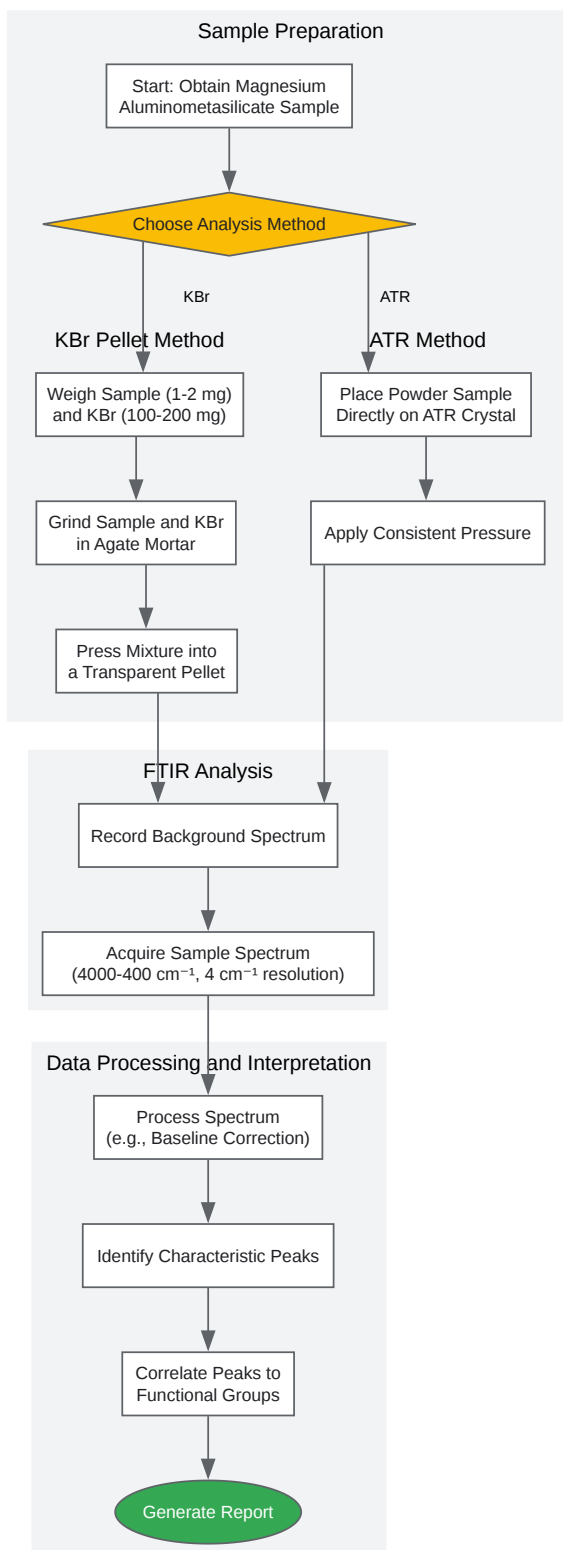 Sample Preparation
Start: Obtain Magnesium
Aluminometasilicate Sample
Choose Analysis Method
KBr
ATR
KBr Pellet Method
ATR Method
Weigh Sample (1-2 mg)
and KBr (100-200 mg)
Place Powder Sample
Directly on ATR Crystal
Grind Sample and KBr
in Agate Mortar
Apply Consistent Pressure
Press Mixture into
a Transparent Pellet
FTIR Analysis
Record Background Spectrum
Acquire Sample Spectrum
(4000-400 cm⁻¹, 4 cm⁻¹ resolution)
Data Processing and Interpretation
Process Spectrum
(e.g., Baseline Correction)
Identify Characteristic Peaks
Correlate Peaks to
Functional Groups
Generate Report